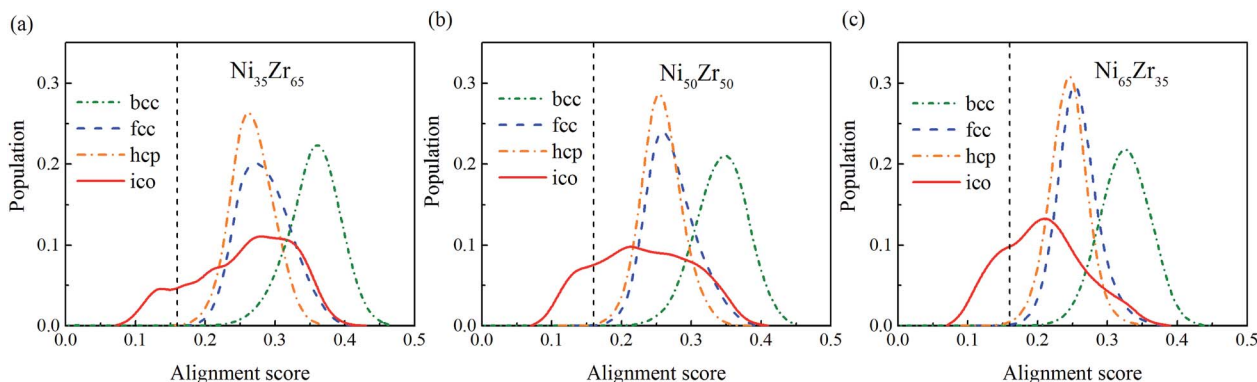 (a)
Ni35Zr65
bcc
fcc
hcp
ico
Population
0.3
0.2
0.1
0.0
0.0 0.1 0.2 0.3 0.4 0.5
Alignment score
(b)
Ni50Zr50
bcc
fcc
hcp
ico
Population
0.3
0.2
0.1
0.0
0.0 0.1 0.2 0.3 0.4 0.5
Alignment score
(c)
Ni65Zr35
bcc
fcc
hcp
ico
Population
0.3
0.2
0.1
0.0
0.0 0.1 0.2 0.3 0.4 0.5
Alignment score